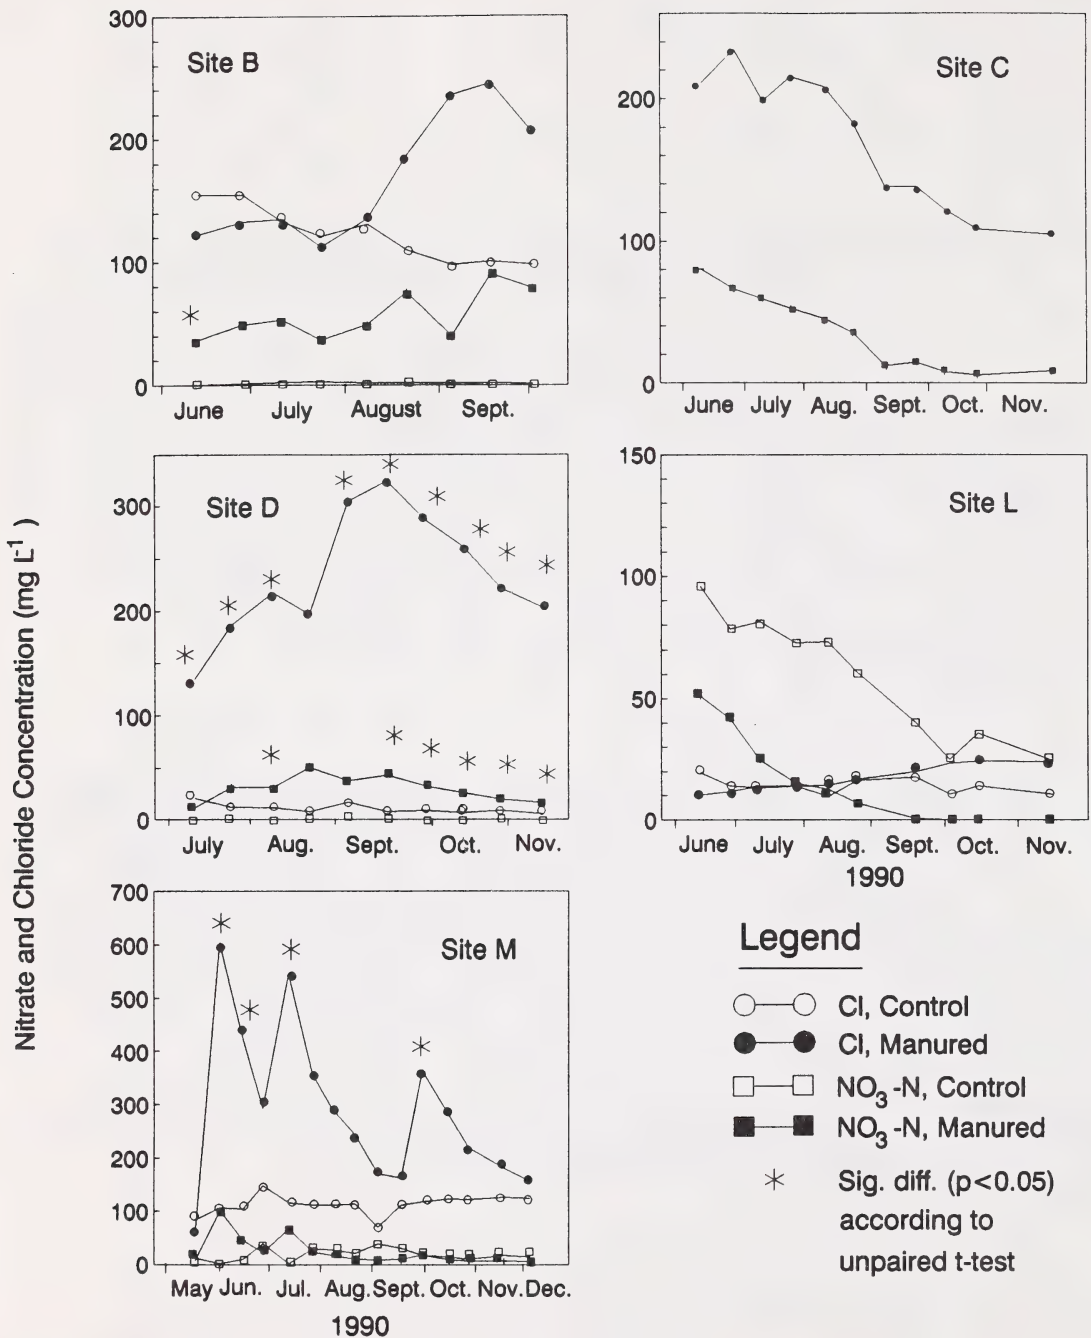 Nitrate and Chloride Concentration (mg L-1 )
300
200
100
0
Site B
June July August Sept.
200
100
0
Site C
June July Aug. Sept. Oct. Nov.
300
200
100
0
Site D
July Aug. Sept. Oct. Nov.
150
100
50
0
Site L
June July Aug. Sept. Oct. Nov.
1990
700
600
500
400
300
200
100
0
Site M
May Jun. Jul. Aug. Sept. Oct. Nov. Dec.
1990
Legend
Cl, Control
Cl, Manured
NO3 -N, Control
NO3 -N, Manured
Sig. diff. (p<0.05)
according to
unpaired t-test